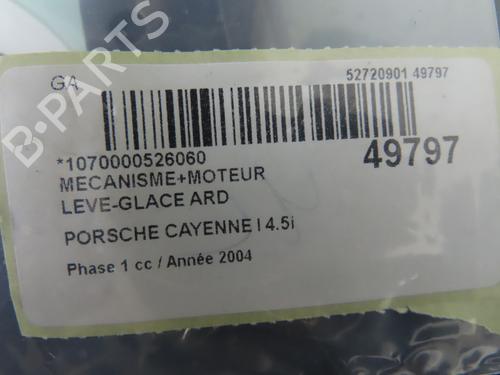 GA
52720901 49797
*1070000526060
49797
MECANISME+MOTEUR
LEVE-GLACE ARD
PORSCHE CAYENNE I 4.5i
Phase 1 cc / Année 2004
B-PARTS